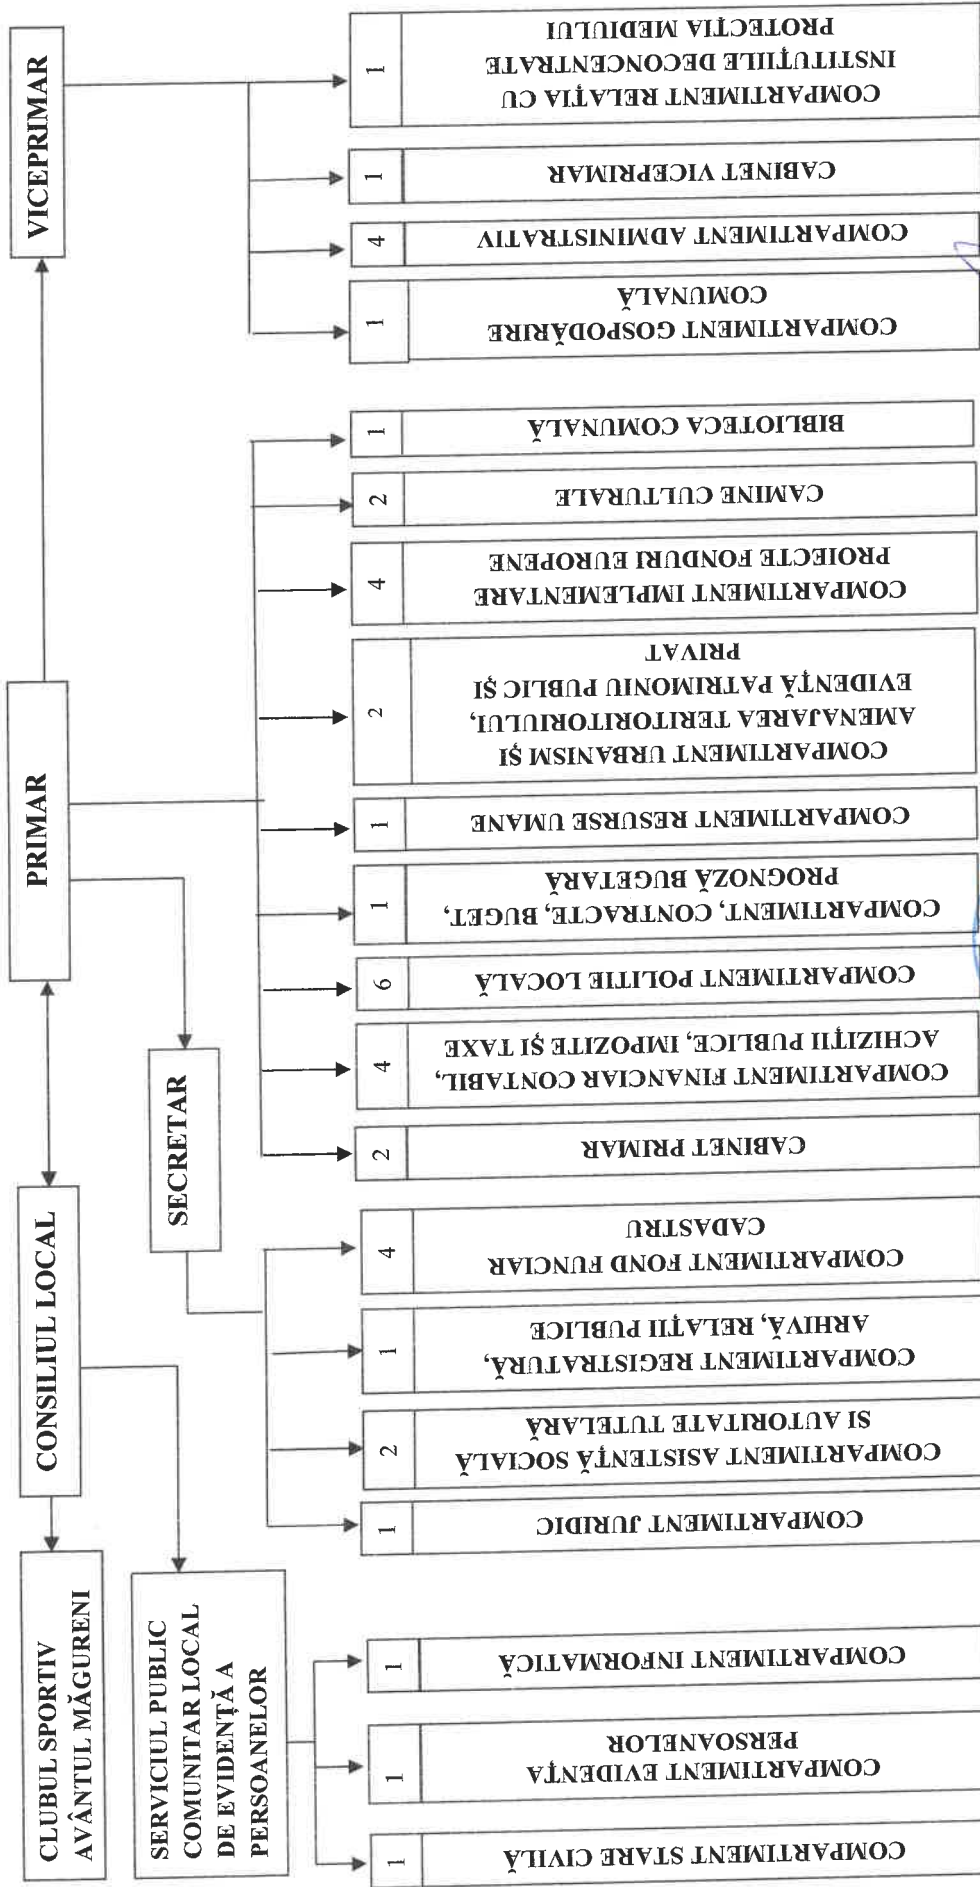 CLUBUL SPORTIV
AVÂNTUL MĂGURENI
CONSILIUL LOCAL
PRIMAR
VICEPRIMAR
SERVICIUL PUBLIC
COMUNITAR LOCAL
DE EVIDENȚĂ A
PERSOANELOR
SECRETAR
1
COMPARTIMENT STARE CIVILĂ
1
COMPARTIMENT EVIDENȚA
PERSOANELOR
1
COMPARTIMENT INFORMATICĂ
1
COMPARTIMENT JURIDIC
2
COMPARTIMENT ASISTENȚĂ SOCIALĂ
SI AUTORITATE TUTELARĂ
1
COMPARTIMENT REGISTRATURĂ,
ARHIVĂ, RELAȚII PUBLICE
4
COMPARTIMENT FOND FUNCIAR
CADASTRU
2
CABINET PRIMAR
4
COMPARTIMENT FINANCIAR CONTABIL,
ACHIZIȚII PUBLICE, IMPOZITE ȘI TAXE
6
COMPARTIMENT POLITIE LOCALĂ
1
COMPARTIMENT, CONTRACTE, BUGET,
PROGNOZĂ BUGETARĂ
1
COMPARTIMENT RESURSE UMANE
2
COMPARTIMENT URBANISM ȘI
AMENAJAREA TERITORITORIULUI,
EVIDENȚĂ PATRIMONIU PUBLIC ȘI
PRIVAT
4
COMPARTIMENT IMPLEMENTARE
PROIECTE FONDURI EUROPENE
2
CAMINE CULTURALE
1
BIBLIOTECA COMUNALĂ
1
COMPARTIMENT GOSPODĂRIRE
COMUNALĂ
4
COMPARTIMENT ADMINISTRATIV
1
CABINET VICEPRIMAR
1
COMPARTIMENT RELAȚIA CU
INSTITUȚIILE DECONCENTRATE
PROTECȚIA MEDIULUI